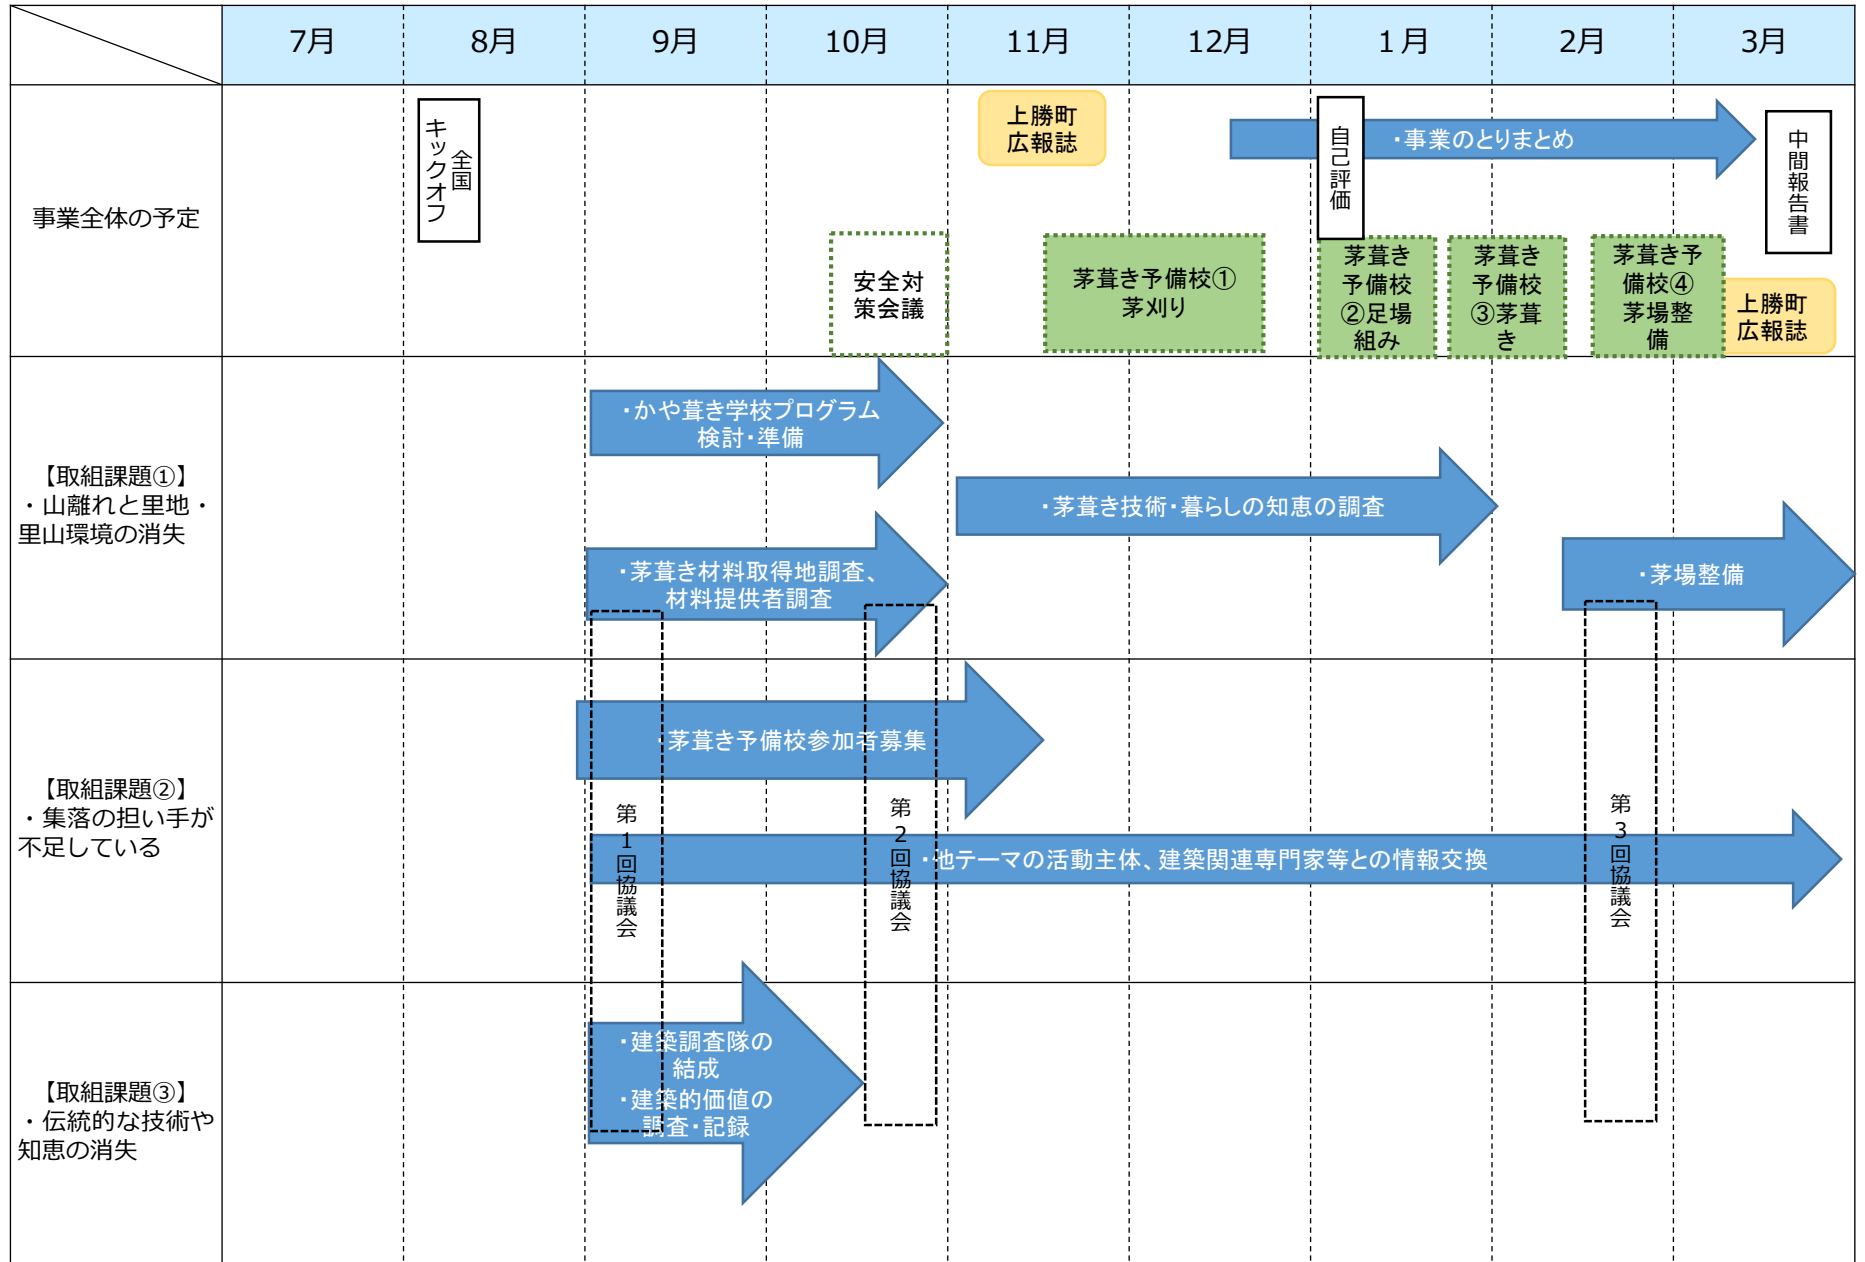 7月
8月
9月
10月
11月
12月
１月
2月
3月
事業全体の予定
全国
キックオフ
上勝町
広報誌
・事業のとりまとめ
自己評価
中間報告書
安全対
策会議
茅葺き予備校①
茅刈り
茅葺き
予備校
②足場
組み
茅葺き
予備校
③茅葺
き
茅葺き予
備校④
茅場整
備
上勝町
広報誌
【取組課題①】
・山離れと里地・
里山環境の消失
・かや葺き学校プログラム
検討・準備
・茅葺き技術・暮らしの知恵の調査
・茅葺き材料取得地調査、
材料提供者調査
・茅場整備
【取組課題②】
・集落の担い手が
不足している
・茅葺き予備校参加者募集
第1回協議会
第2回協議会
第3回協議会
・他テーマの活動主体、建築関連専門家等との情報交換
【取組課題③】
・伝統的な技術や
知恵の消失
・建築調査隊の
結成
・建築的価値の
調査・記録